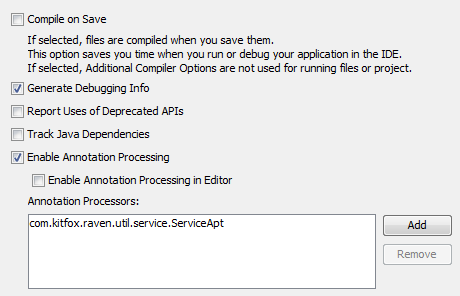 Compile on Save
If selected, files are compiled when you save them.
This option saves you time when you run or debug your application in the IDE.
If selected, Additional Compiler Options are not used for running files or project.
Generate Debugging Info
Report Uses of Deprecated APIs
Track Java Dependencies
Enable Annotation Processing
Enable Annotation Processing in Editor
Annotation Processors:
com.kitfox.raven.util.service.ServiceApt
Add
Remove